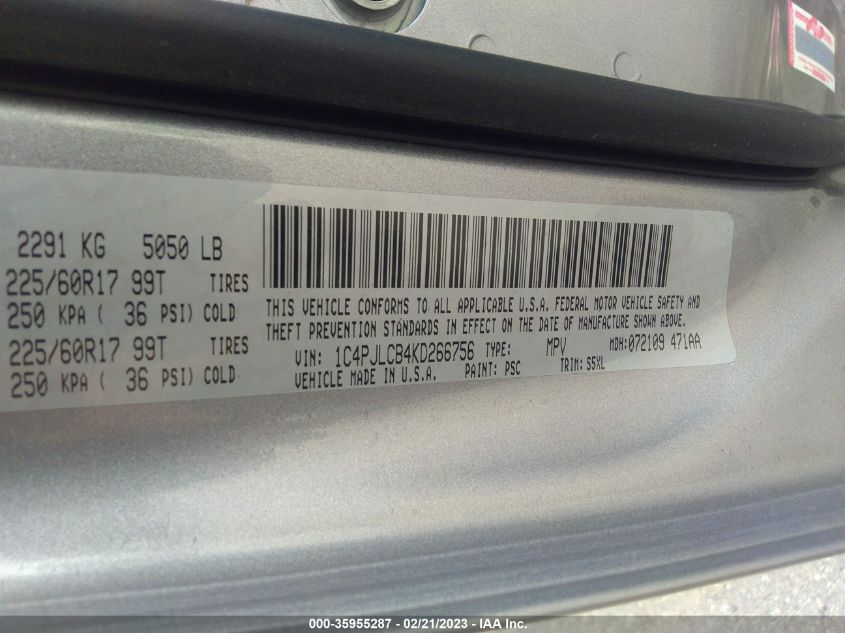 2291 KG 5050 LB
225/60R17 99T TIRES
250 KPA ( 36 PSI) COLD
225/60R17 99T TIRES
250 KPA ( 36 PSI) COLD
THIS VEHICLE CONFORMS TO ALL APPLICABLE U.S.A. FEDERAL MOTOR VEHICLE SAFETY AND
THEFT PREVENTION STANDARDS IN EFFECT ON THE DATE OF MANUFACTURE SHOWN ABOVE.
VIN: 1C4PJLCB4KD266756 TYPE: MPV MDH:072109 471AA
VEHICLE MADE IN U.S.A. PAINT: PSC TRIM: S5XL
000-35955287 - 02/21/2023 - IAA Inc.